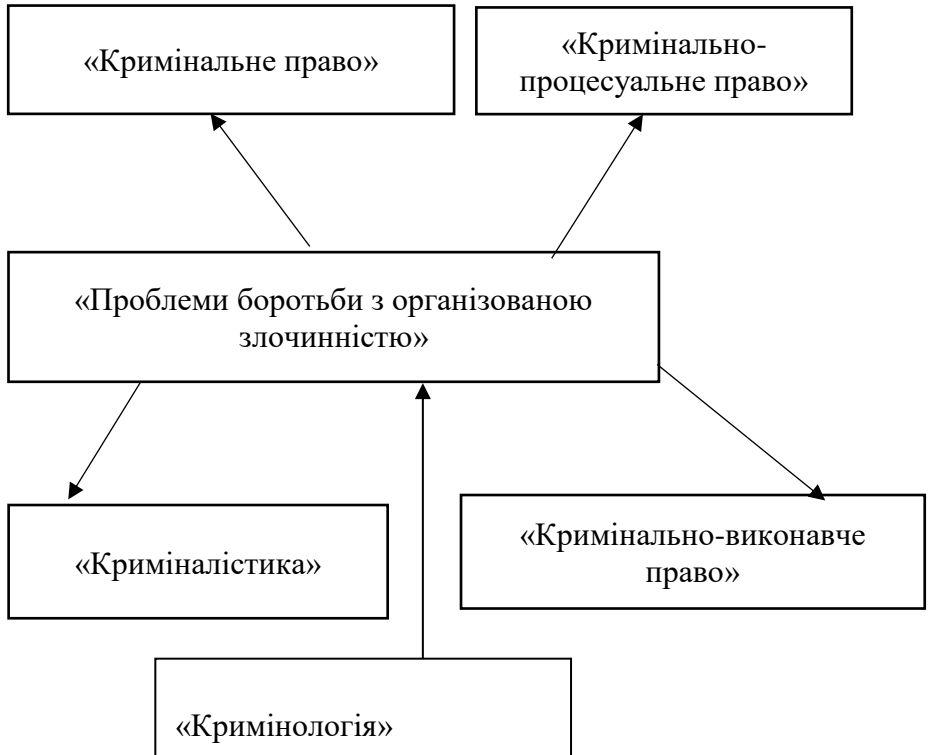 «Кримінальне право»
«Кримінально-
процесуальне право»
«Проблеми боротьби з організованою
злочинністю»
«Криміналістика»
«Кримінально-виконавче
право»
«Кримінологія»